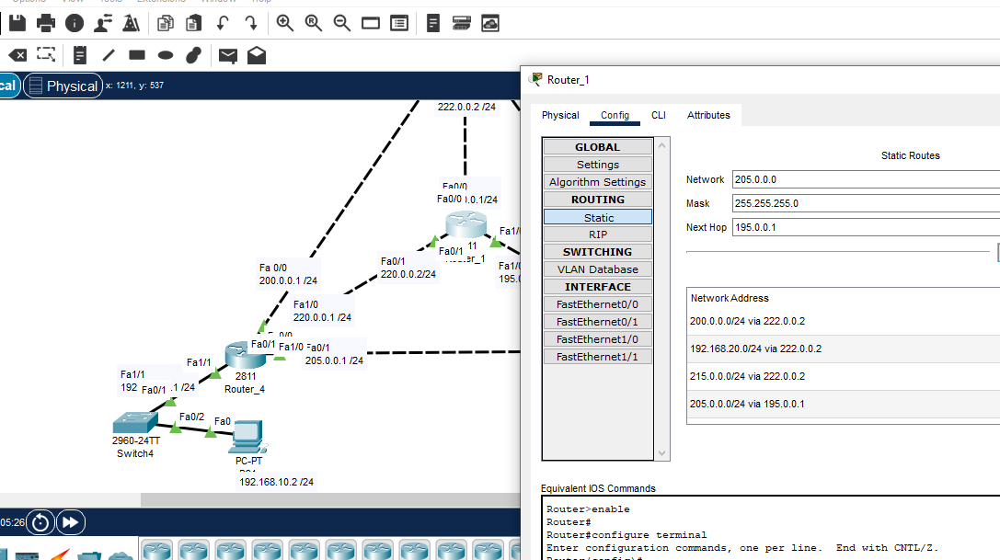 Options View Tools Extensions Window Help
cal Physical x: 1211, y: 537
222.0.0.2 /24
Fa0/0
Fa0/0 ).0.1/24
Fa1/
11
Fa0/1
ter_1
Fa1/
195.
Fa0/1
220.0.0.2/24
Fa 0/0
200.0.0.1 /24
Fa1/0
220.0.0.1 /24
Fa0/1 Fa1/0 Fa0/1
205.0.0.1 /24
Fa1/1
2811
Router_4
Fa1/1
192 Fa0/1 .1 /24
Fa0/2 Fa0
2960-24TT
Switch4
PC-PT
192.168.10.2 /24
05:26
Router_1
Physical Config CLI Attributes
GLOBAL
Settings
Algorithm Settings
ROUTING
Static
RIP
SWITCHING
VLAN Database
INTERFACE
FastEthernet0/0
FastEthernet0/1
FastEthernet1/0
FastEthernet1/1
Static Routes
Network 205.0.0.0
Mask 255.255.255.0
Next Hop 195.0.0.1
Network Address
200.0.0.0/24 via 222.0.0.2
192.168.20.0/24 via 222.0.0.2
215.0.0.0/24 via 222.0.0.2
205.0.0.0/24 via 195.0.0.1
Equivalent IOS Commands
Router>enable
Router#
Router#configure terminal
Enter configuration commands, one per line. End with CNTL/Z.
Router(config)#